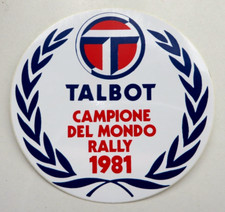 TALBOT
CAMPIONE
DEL MONDO
RALLY
1981